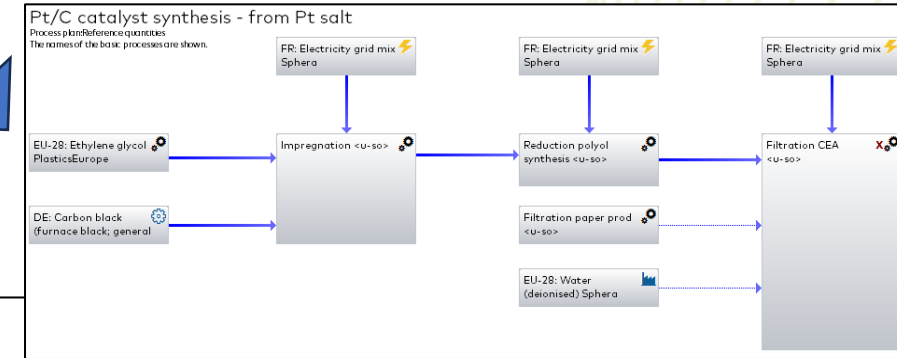 Pt/C catalyst synthesis - from Pt salt
Process plan:Reference quantities
The names of the basic processes are shown.
FR: Electricity grid mix
Sphera
FR: Electricity grid mix
Sphera
FR: Electricity grid mix
Sphera
EU-28: Ethylene glycol
PlasticsEurope
Impregnation <u-so>
Reduction polyol
synthesis <u-so>
Filtration CEA
<u-so>
X
DE: Carbon black
(furnace black; general
Filtration paper prod
<u-so>
EU-28: Water
(deionised) Sphera